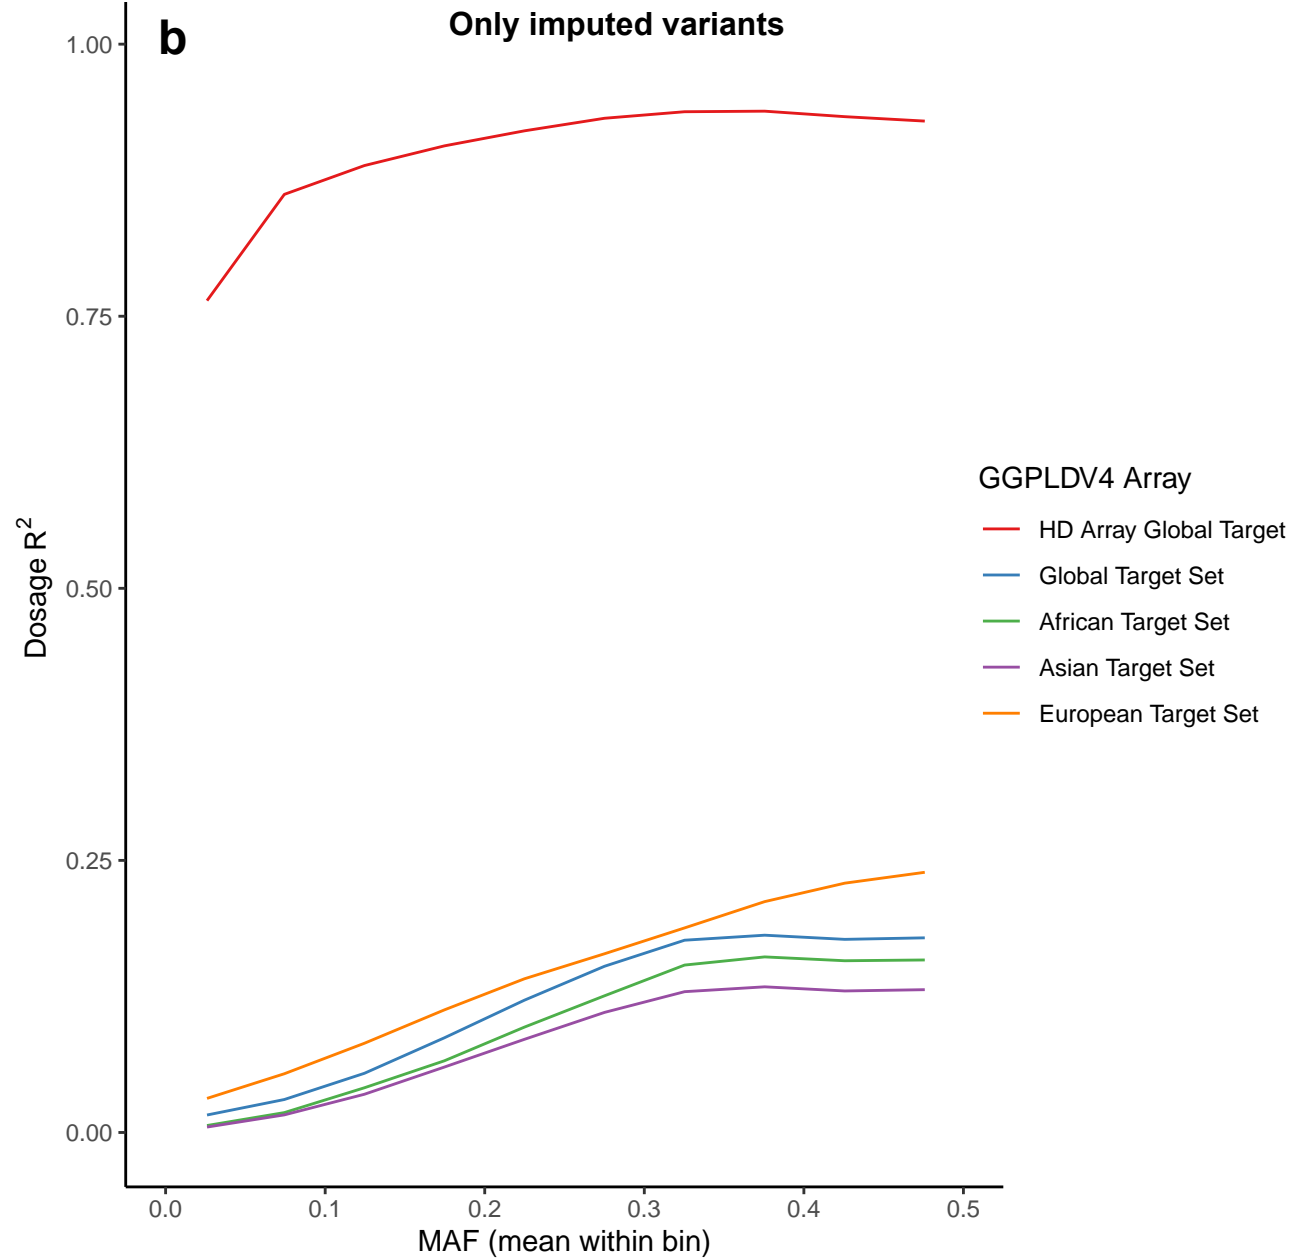 b
Only imputed variants
1.00
0.75
0.50
0.25
0.00
Dosage R²
0.0
0.1
0.2
0.3
0.4
0.5
MAF (mean within bin)
GGPLDV4 Array
HD Array Global Target
Global Target Set
African Target Set
Asian Target Set
European Target Set